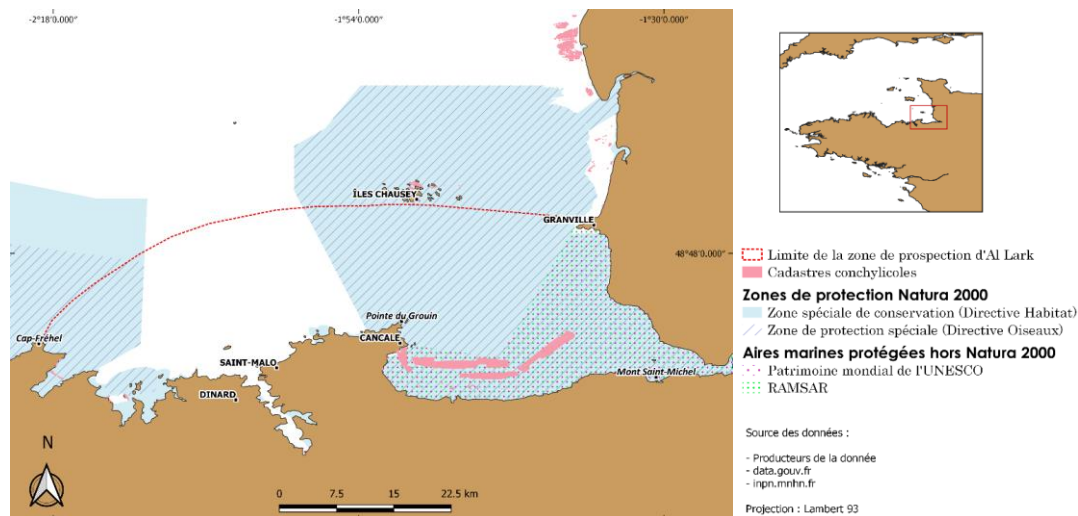 -2°18'0.000"
-1°54'0.000"
-1°30'0.000"
ÎLES CHAUSEY
GRANVILLE
48°48'0.000"
Pointe du Grouin
Cap-Fréhel
CANCALE
SAINT-MALO
Mont Saint-Michel
DINARD
N
0 7.5 15 22.5 km
Limite de la zone de prospection d'Al Lark
Cadastres conchylicoles
Zones de protection Natura 2000
Zone spéciale de conservation (Directive Habitat)
Zone de protection spéciale (Directive Oiseaux)
Aires marines protégées hors Natura 2000
Patrimoine mondial de l'UNESCO
RAMSAR
Source des données :
- Producteurs de la donnée
- data.gouv.fr
- inpn.mnhn.fr
Projection : Lambert 93